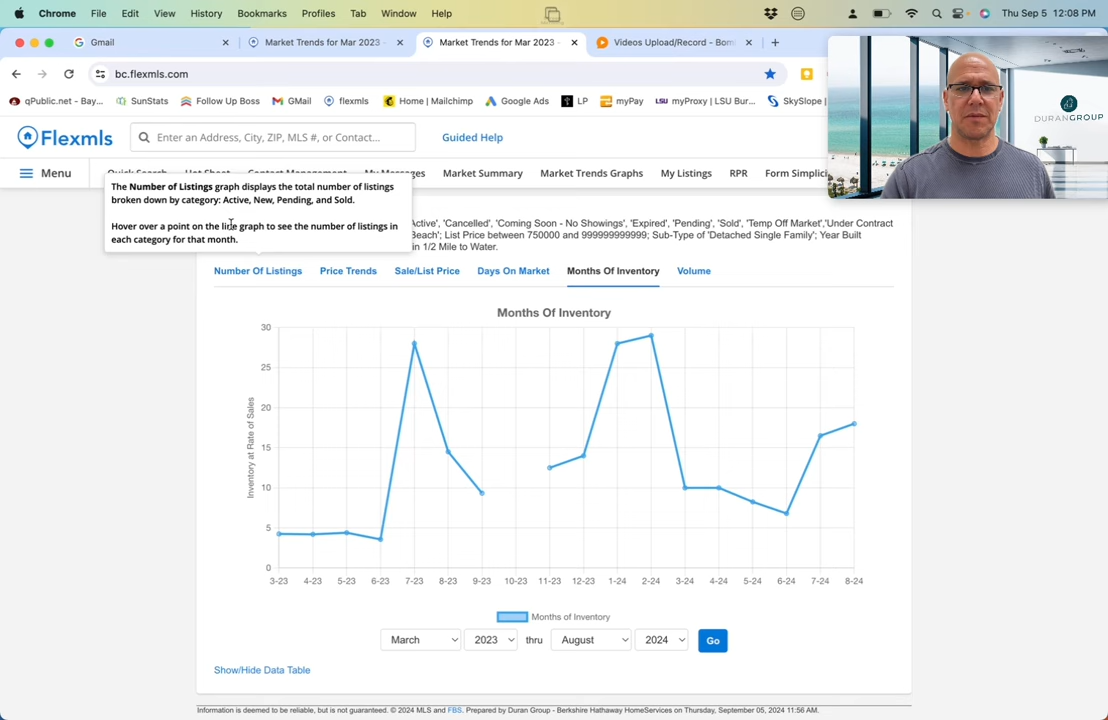 Chrome File Edit View History Bookmarks Profiles Tab Window Help Thu Sep 5 12:08 PM
Gmail Market Trends for Mar 2023 - Market Trends for Mar 2023 - Videos Upload/Record - Bom
bc.flexmls.com
qPublic.net - Bay... SunStats Follow Up Boss GMail flexmls Home | Mailchimp Google Ads LP myPay myProxy | LSU Bur... SkySlope |
DURANGROUP
Flexmls Enter an Address, City, ZIP, MLS #, or Contact... Guided Help
Menu Quick Search Hot Sheet Contact Management My Messages Market Summary Market Trends Graphs My Listings RPR Form Simplici
The Number of Listings graph displays the total number of listings
broken down by category: Active, New, Pending, and Sold.
Hover over a point on the line graph to see the number of listings in
each category for that month.
Active', 'Cancelled', 'Coming Soon - No Showings', 'Expired', 'Pending', 'Sold', 'Temp Off Market','Under Contract
Beach'; List Price between 750000 and 999999999999; Sub-Type of 'Detached Single Family'; Year Built
in 1/2 Mile to Water.
Number Of Listings Price Trends Sale/List Price Days On Market Months Of Inventory Volume
Months Of Inventory
Inventory at Rate of Sales
30
25
20
15
10
5
0
3-23 4-23 5-23 6-23 7-23 8-23 9-23 10-23 11-23 12-23 1-24 2-24 3-24 4-24 5-24 6-24 7-24 8-24
Months of Inventory
March 2023 thru August 2024 Go
Show/Hide Data Table
Information is deemed to be reliable, but is not guaranteed. © 2024 MLS and FBS. Prepared by Duran Group - Berkshire Hathaway HomeServices on Thursday, September 05, 2024 11:56 AM.